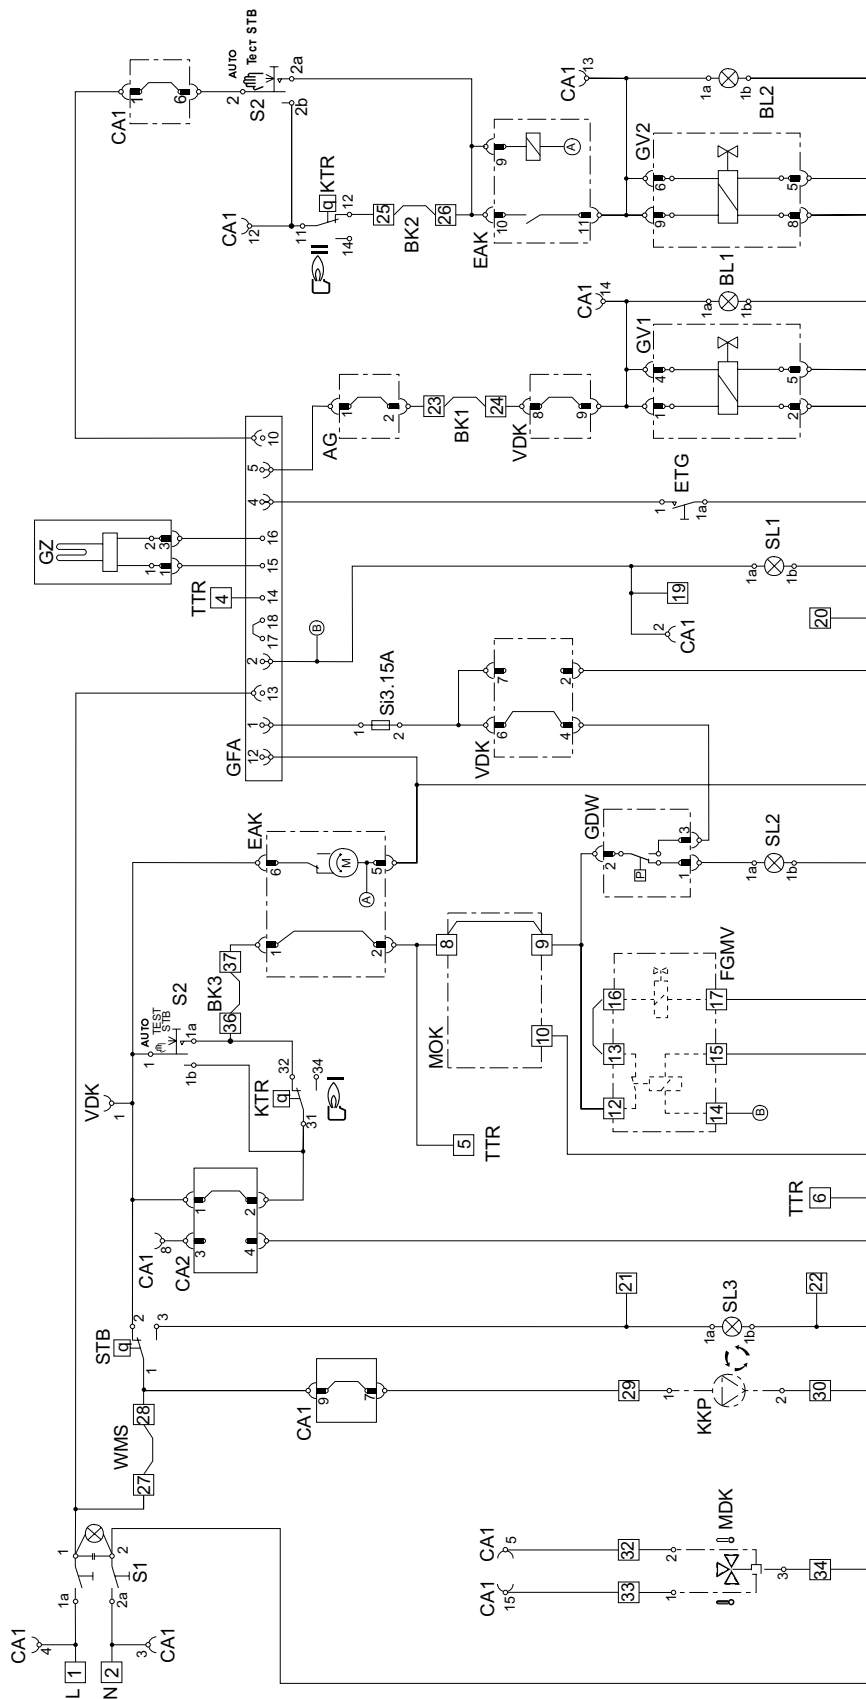 L 1
N 2
CA1
4
CA1
3
1a
2a
1
2
S1
27
WMS
28
STB
q
1
2
3
CA1
9
7
29
1
KKP
2
30
21
1a
SL3
1b
22
CA1
15
CA1
5
33
32
1
2
MDK
3
34
CA1
8
CA2
1
2
3
4
VDK
1
AUTO
TEST
STB
S2
1
1a
1b
KTR
q
31
32
34
I
36
BK3
37
EAK
1
2
6
M
5
A
TTR
5
TTR
6
MOK
8
9
10
GDW
2
P
1
3
1a
SL2
1b
FGMV
12
13
16
14
15
17
B
GFA
12
1
13
2
17
18
14
15
16
4
5
10
1
Si3.15A
2
VDK
6
7
4
2
B
TTR
4
GZ
1
2
1
3
19
CA1
2
1a
SL1
1b
20
1
ETG
1a
AG
1
2
23
BK1
24
VDK
8
9
CA1
14
GV1
1
4
2
5
1a
BL1
1b
CA1
1
6
AUTO
Тест STB
2
S2
2a
2b
CA1
12
11
q
KTR
12
14
II
25
BK2
26
EAK
10
9
11
A
CA1
13
GV2
9
6
8
5
1a
BL2
1b